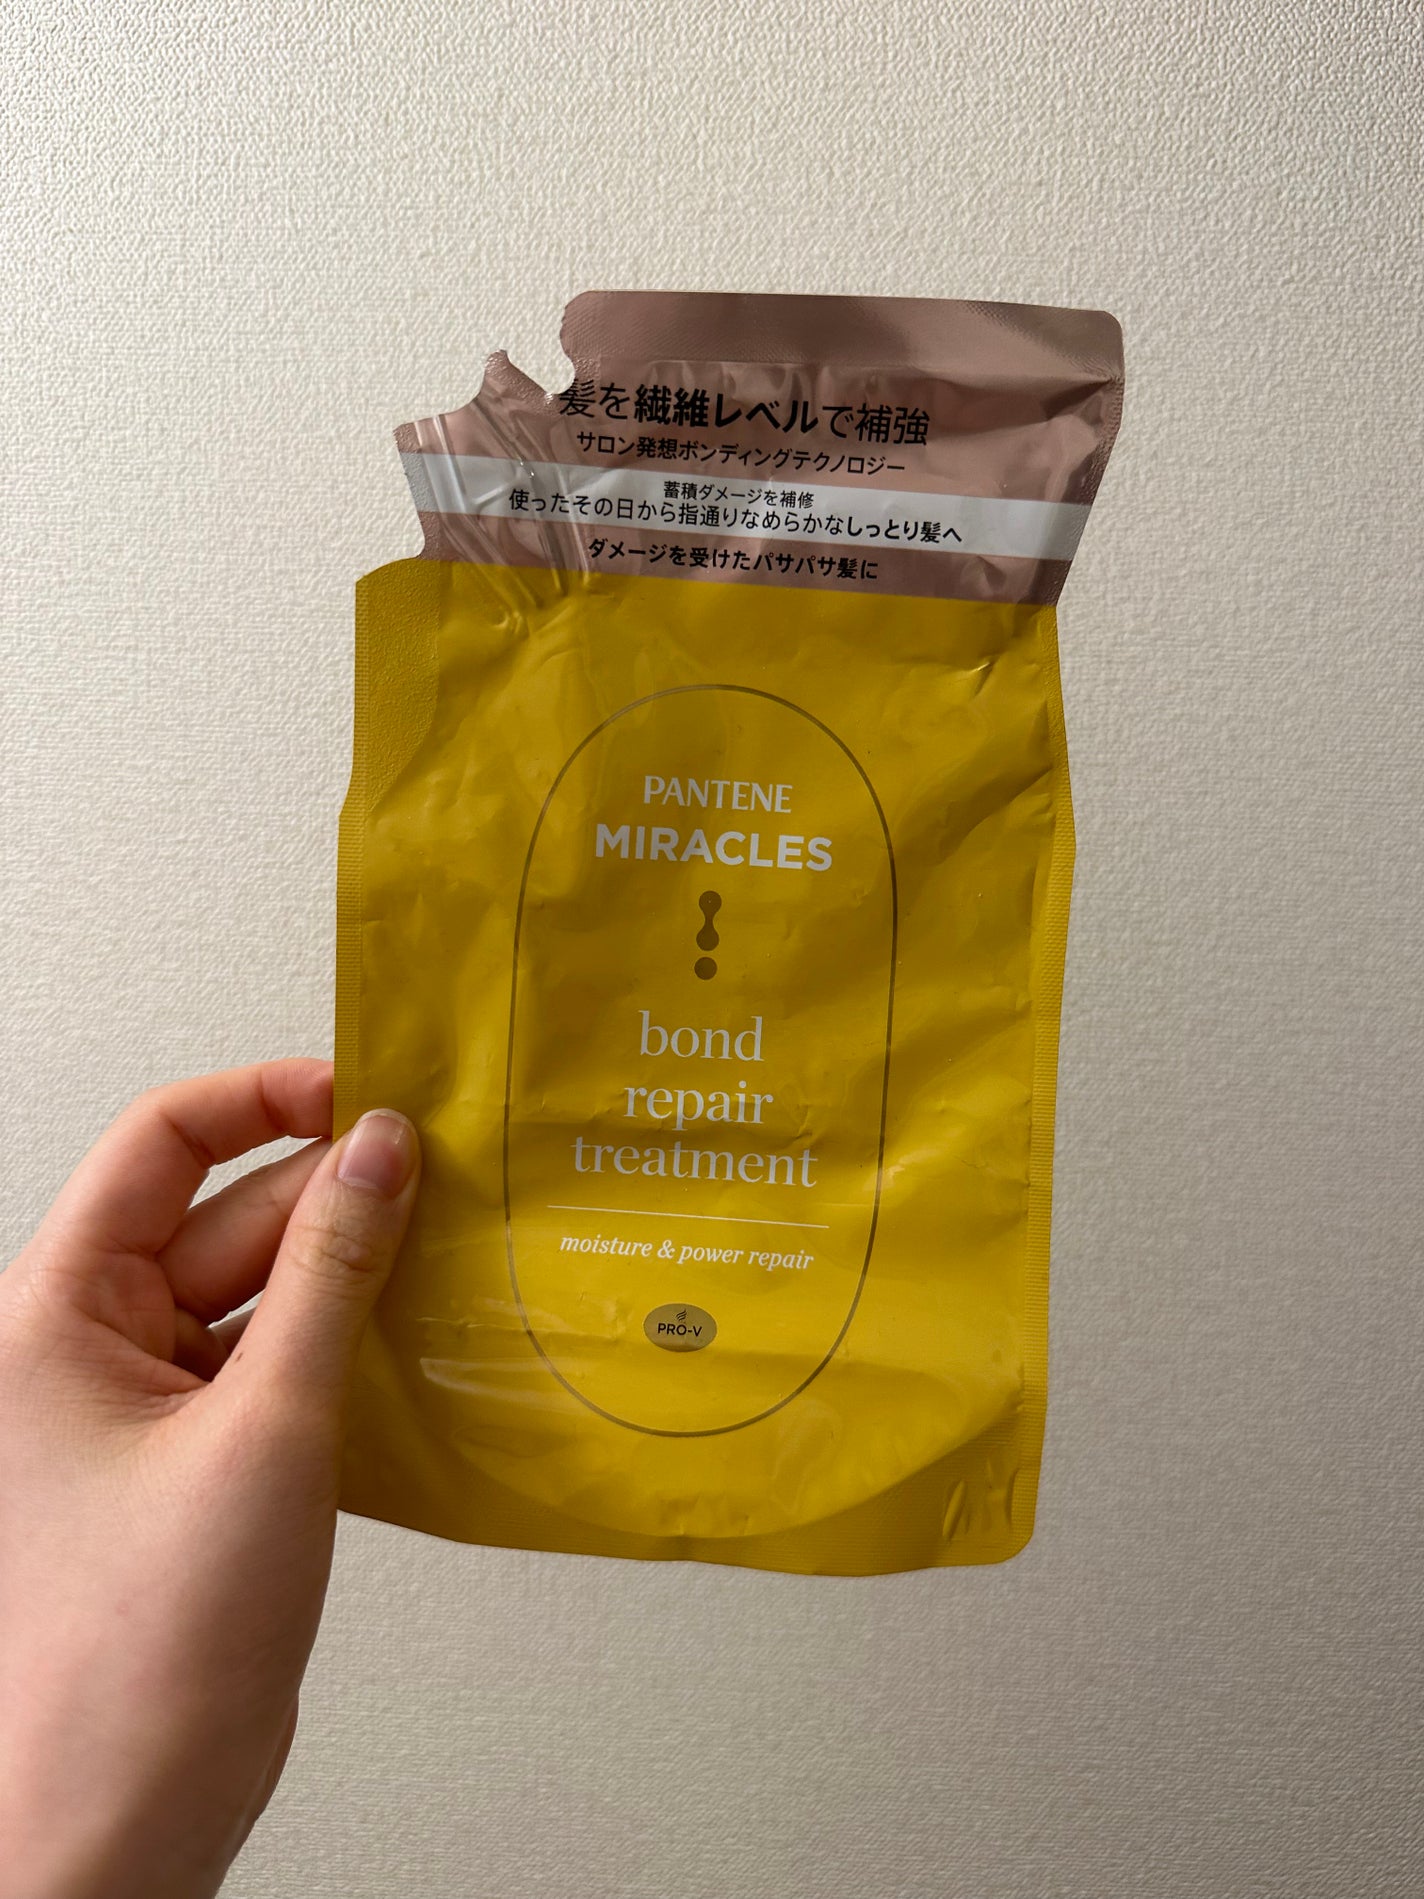 髪を繊維レベルで補強
サロン発想ボンディングテクノロジー
蓄積ダメージを補修
使ったその日から指通りなめらかなしっとり髪へ
ダメージを受けたパサパサ髪に
PANTENE
MIRACLES
bond
repair
treatment
moisture & power repair
PRO-V